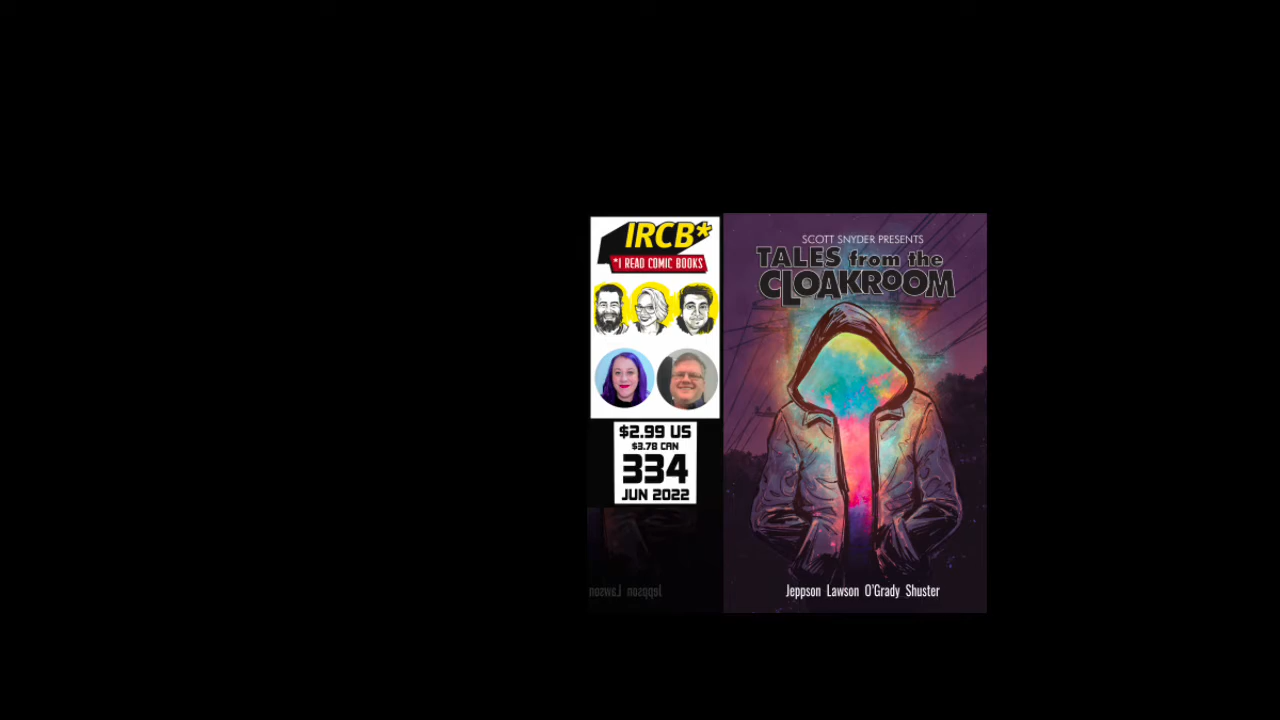 IRCB*
*I READ COMIC BOOKS
$2.99 US
$3.78 CAN
334
JUN 2022
Jeppson Lawson
SCOTT SNYDER PRESENTS
TALES from the
CLOAKROOM
Jeppson Lawson O'Grady Shuster